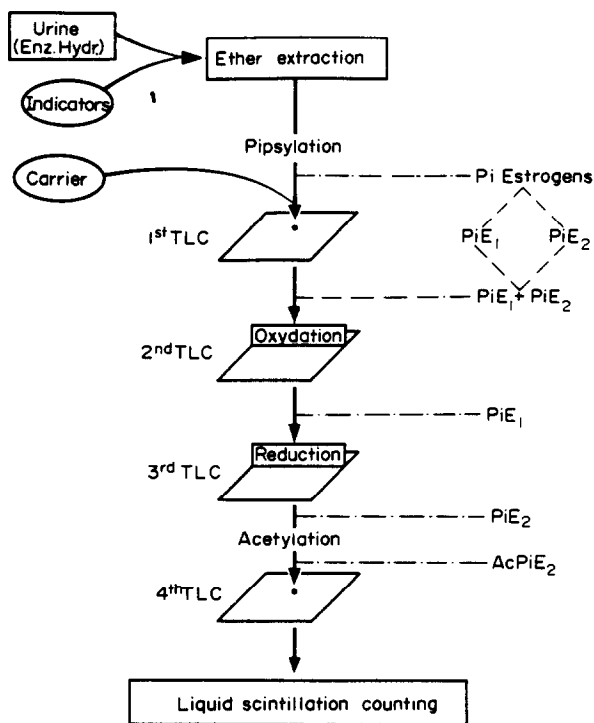 Urine
(Enz. Hydr.)
Ether extraction
Indicators
1
Pipsylation
Carrier
Pi Estrogens
1st TLC
PiE1
PiE2
PiE1 + PiE2
Oxydation
2nd TLC
PiE1
Reduction
3rd TLC
PiE2
Acetylation
AcPiE2
4th TLC
Liquid scintillation counting